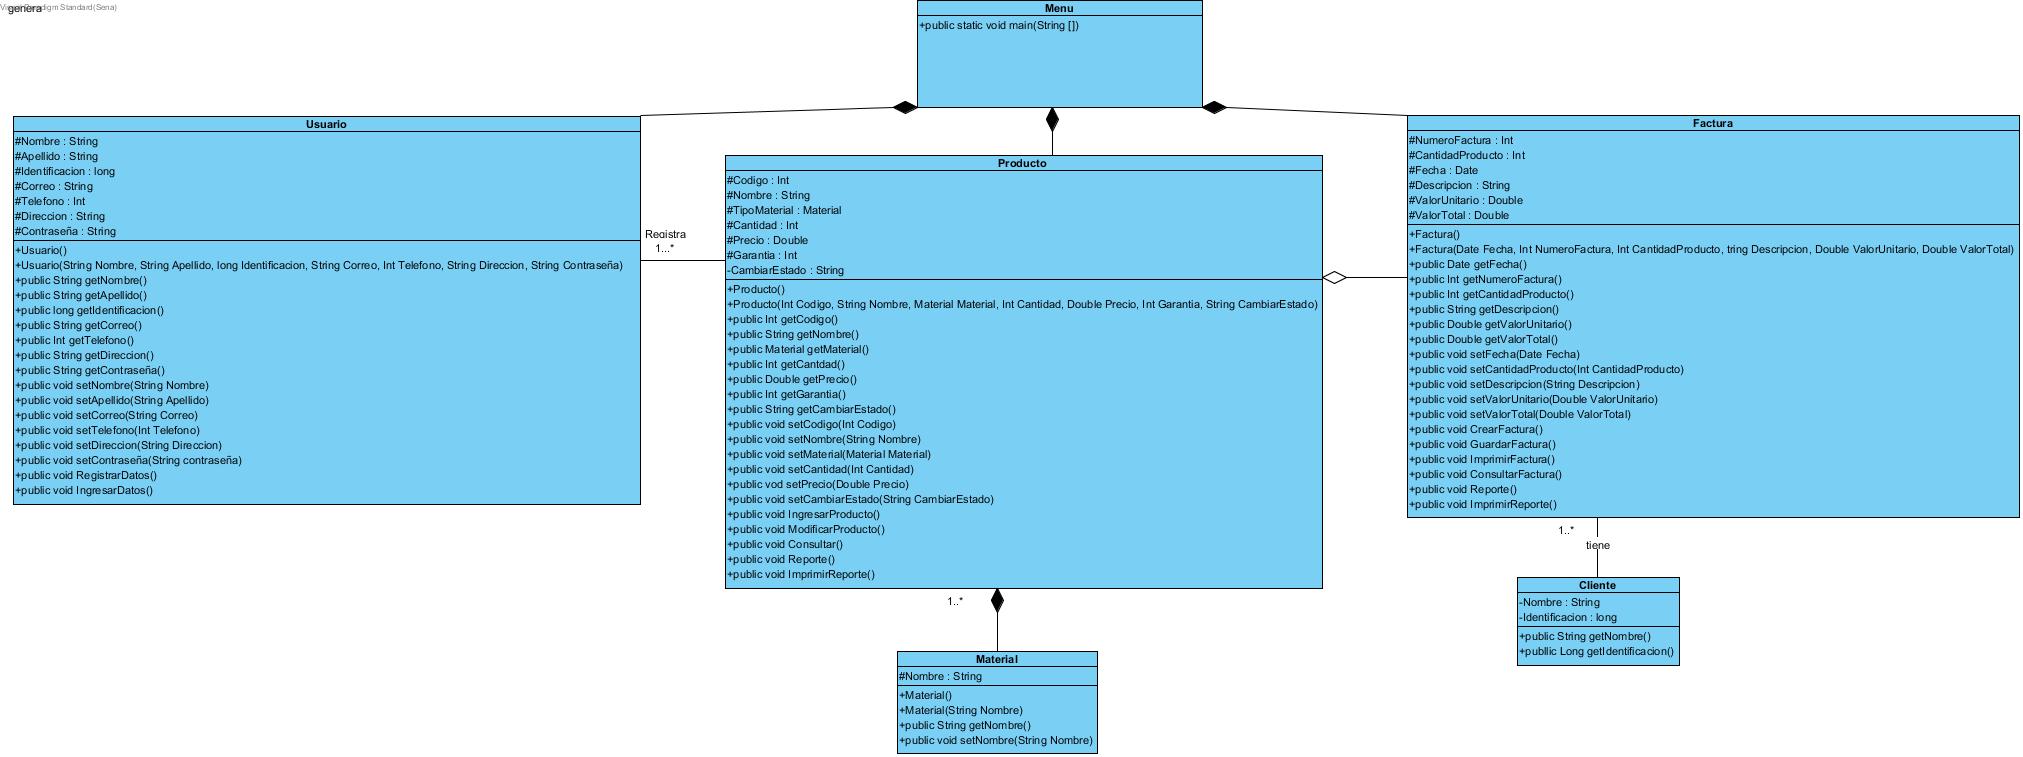 Visual Paradigm Standard(Sena)
genera
Menu
+public static void main(String [])
Usuario
#Nombre : String
#Apellido : String
#Identificacion : long
#Correo : String
#Telefono : Int
#Direccion : String
#Contraseña : String
+Usuario()
+Usuario(String Nombre, String Apellido, long Identificacion, String Correo, Int Telefono, String Direccion, String Contraseña)
+public String getNombre()
+public String getApellido()
+public long getIdentificacion()
+public String getCorreo()
+public Int getTelefono()
+public String getDireccion()
+public String getContraseña()
+public void setNombre(String Nombre)
+public void setApellido(String Apellido)
+public void setCorreo(String Correo)
+public void setTelefono(Int Telefono)
+public void setDireccion(String Direccion)
+public void setContraseña(String contraseña)
+public void RegistrarDatos()
+public void IngresarDatos()
Registra
1...*
Producto
#Codigo : Int
#Nombre : String
#TipoMaterial : Material
#Cantidad : Int
#Precio : Double
#Garantia : Int
-CambiarEstado : String
+Producto()
+Producto(Int Codigo, String Nombre, Material Material, Int Cantidad, Double Precio, Int Garantia, String CambiarEstado)
+public Int getCodigo()
+public String getNombre()
+public Material getMaterial()
+public Int getCantdad()
+public Double getPrecio()
+public Int getGarantia()
+public String getCambiarEstado()
+public void setCodigo(Int Codigo)
+public void setNombre(String Nombre)
+public void setMaterial(Material Material)
+public void setCantidad(Int Cantidad)
+public vod setPrecio(Double Precio)
+public void setCambiarEstado(String CambiarEstado)
+public void IngresarProducto()
+public void ModificarProducto()
+public void Consultar()
+public void Reporte()
+public void ImprimirReporte()
Factura
#NumeroFactura : Int
#CantidadProducto : Int
#Fecha : Date
#Descripcion : String
#ValorUnitario : Double
#ValorTotal : Double
+Factura()
+Factura(Date Fecha, Int NumeroFactura, Int CantidadProducto, tring Descripcion, Double ValorUnitario, Double ValorTotal)
+public Date getFecha()
+public Int getNumeroFactura()
+public Int getCantidadProducto()
+public String getDescripcion()
+public Double getValorUnitario()
+public Double getValorTotal()
+public void setFecha(Date Fecha)
+public void setCantidadProducto(Int CantidadProducto)
+public void setDescripcion(String Descripcion)
+public void setValorUnitario(Double ValorUnitario)
+public void setValorTotal(Double ValorTotal)
+public void CrearFactura()
+public void GuardarFactura()
+public void ImprimirFactura()
+public void ConsultarFactura()
+public void Reporte()
+public void ImprimirReporte()
1..*
tiene
Cliente
-Nombre : String
-Identificacion : long
+public String getNombre()
+publlic Long getIdentificacion()
1..*
Material
#Nombre : String
+Material()
+Material(String Nombre)
+public String getNombre()
+public void setNombre(String Nombre)